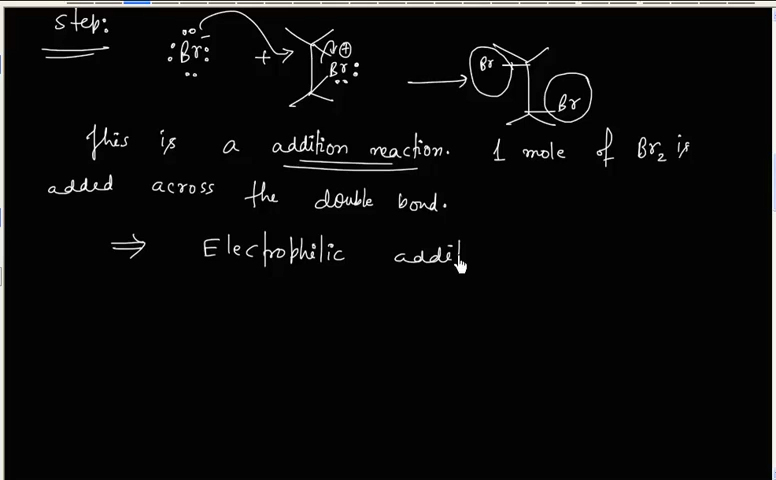 step:
:Br: + Br: ⊕ → Br Br
This is a addition reaction. 1 mole of Br₂ is
added across the double bond.
⇒ Electrophilic addit